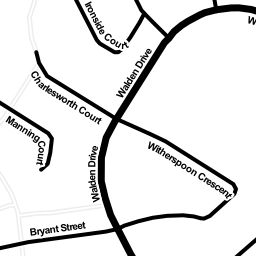 Ironside Court
W
Walden Drive
Charlesworth Court
Manning Court
Witherspoon Crescent
Walden Drive
Bryant Street